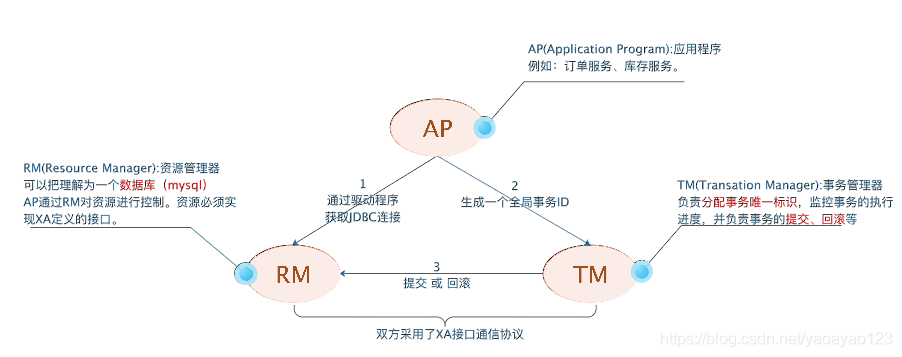 AP(Application Program):应用程序
例如：订单服务、库存服务。
AP
RM(Resource Manager):资源管理器
可以把理解为一个数据库（mysql）
AP通过RM对资源进行控制。资源必须实
现XA定义的接口。
1
通过驱动程序
获取JDBC连接
2
生成一个全局事务ID
TM(Transation Manager):事务管理器
负责分配事务唯一标识，监控事务的执行
进度，并负责事务的提交、回滚等
RM
3
提交 或 回滚
TM
双方采用了XA接口通信协议
https://blog.csdn.net/yaoayao123